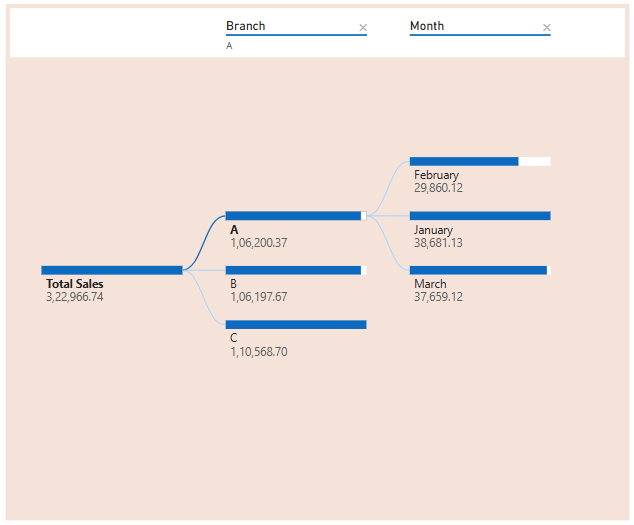 Branch
Month
A
February
29,860.12
A
1,06,200.37
January
38,681.13
Total Sales
3,22,966.74
B
1,06,197.67
March
37,659.12
C
1,10,568.70